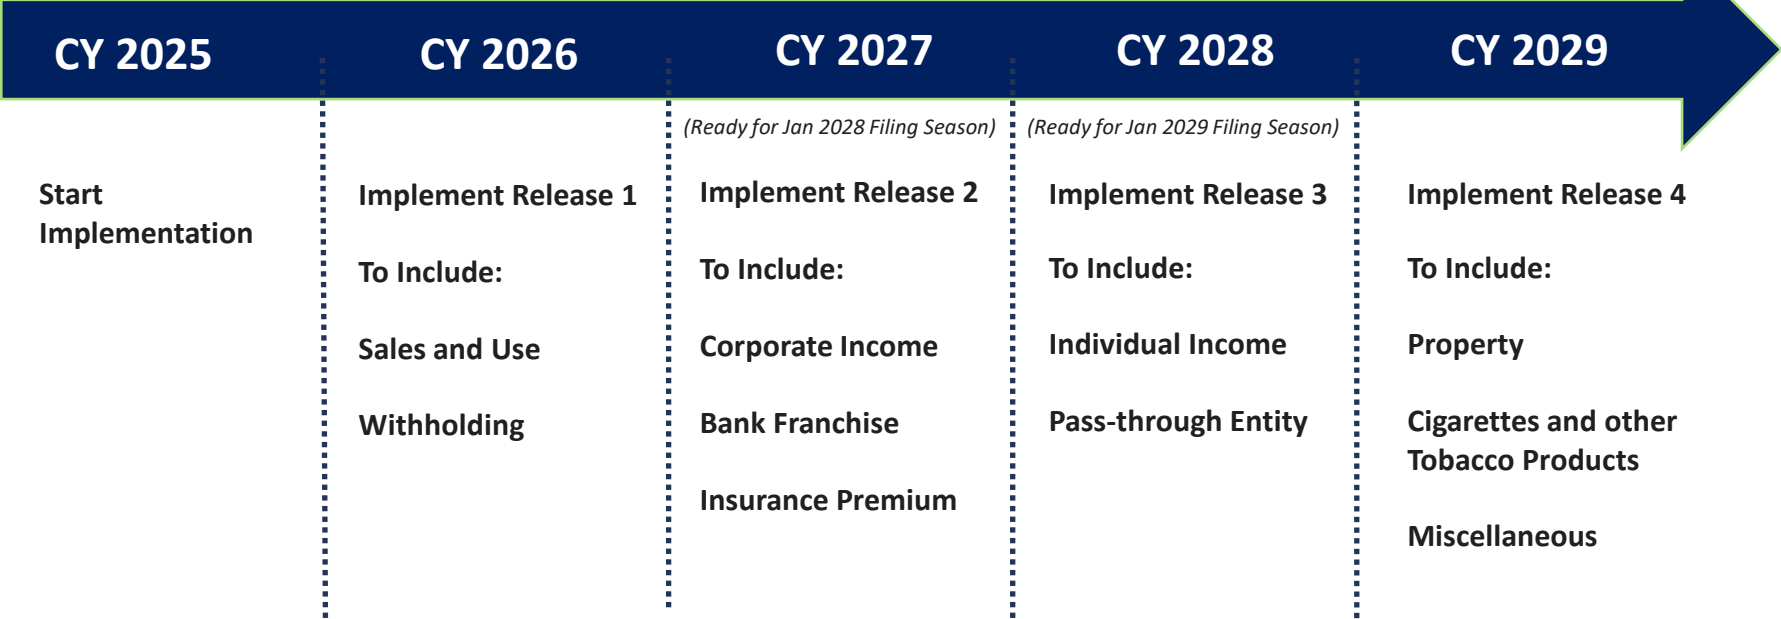 CY 2025
CY 2026
CY 2027
CY 2028
CY 2029
Start
Implementation
Implement Release 1
To Include:
Sales and Use
Withholding
(Ready for Jan 2028 Filing Season)
Implement Release 2
To Include:
Corporate Income
Bank Franchise
Insurance Premium
(Ready for Jan 2029 Filing Season)
Implement Release 3
To Include:
Individual Income
Pass-through Entity
Implement Release 4
To Include:
Property
Cigarettes and other
Tobacco Products
Miscellaneous